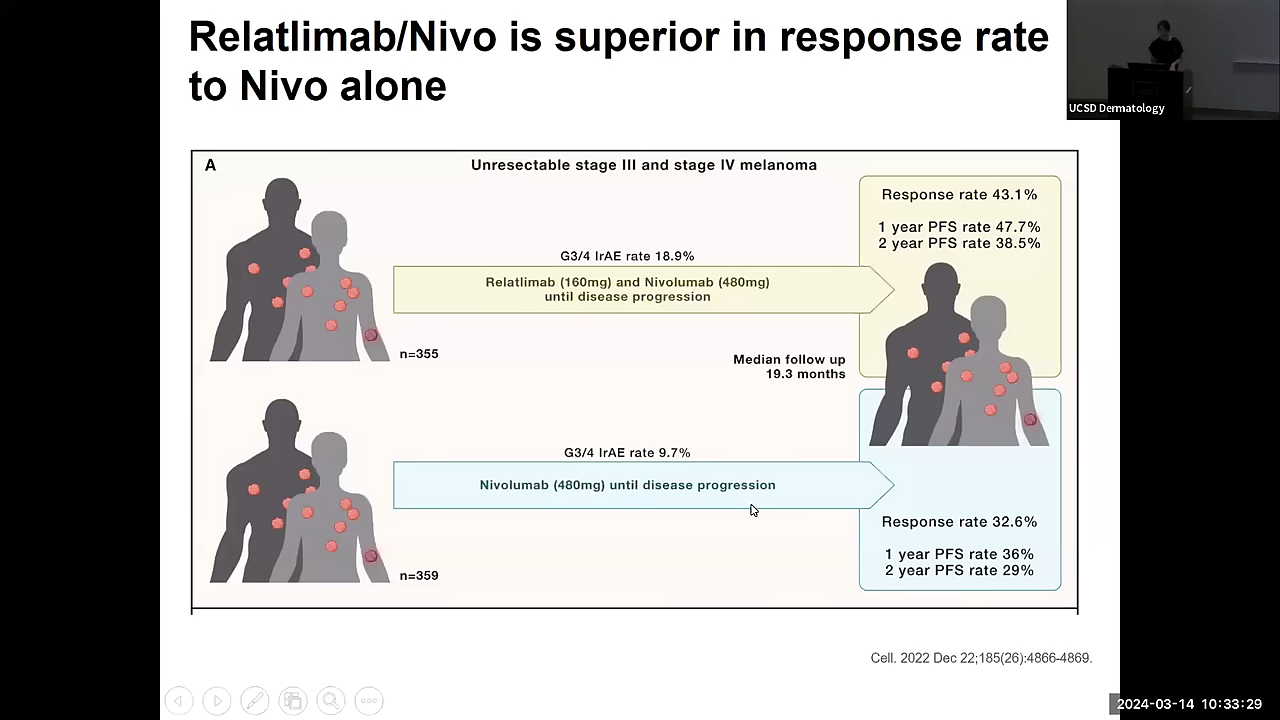 Relatlimab/Nivo is superior in response rate
to Nivo alone
UCSD Dermatology
A
Unresectable stage III and stage IV melanoma
Response rate 43.1%
1 year PFS rate 47.7%
2 year PFS rate 38.5%
G3/4 IrAE rate 18.9%
Relatlimab (160mg) and Nivolumab (480mg)
until disease progression
n=355
Median follow up
19.3 months
G3/4 IrAE rate 9.7%
Nivolumab (480mg) until disease progression
Response rate 32.6%
1 year PFS rate 36%
2 year PFS rate 29%
n=359
Cell. 2022 Dec 22;185(26):4866-4869.
2024-03-14 10:33:29